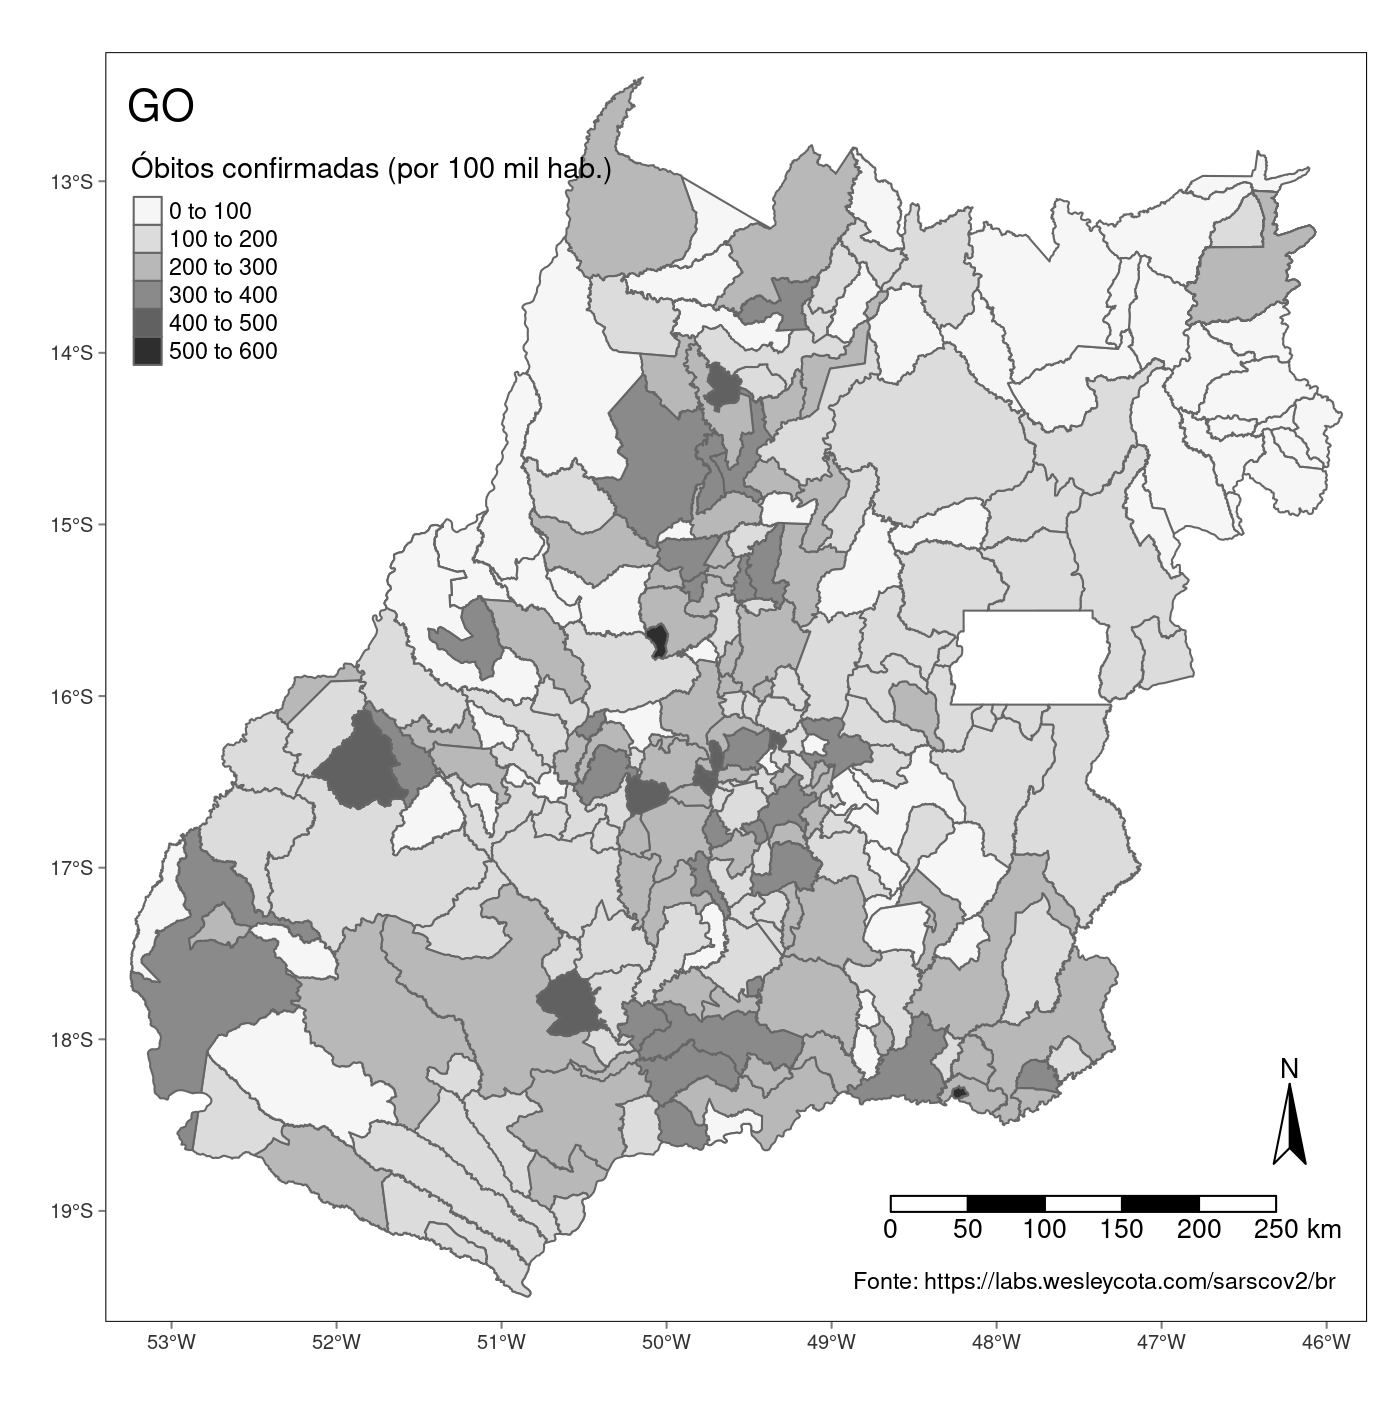 GO
Óbitos confirmadas (por 100 mil hab.)
0 to 100
100 to 200
200 to 300
300 to 400
400 to 500
500 to 600
13°S
14°S
15°S
16°S
17°S
18°S
19°S
N
0 50 100 150 200 250 km
Fonte: https://labs.wesleycota.com/sarscov2/br
53°W 52°W 51°W 50°W 49°W 48°W 47°W 46°W